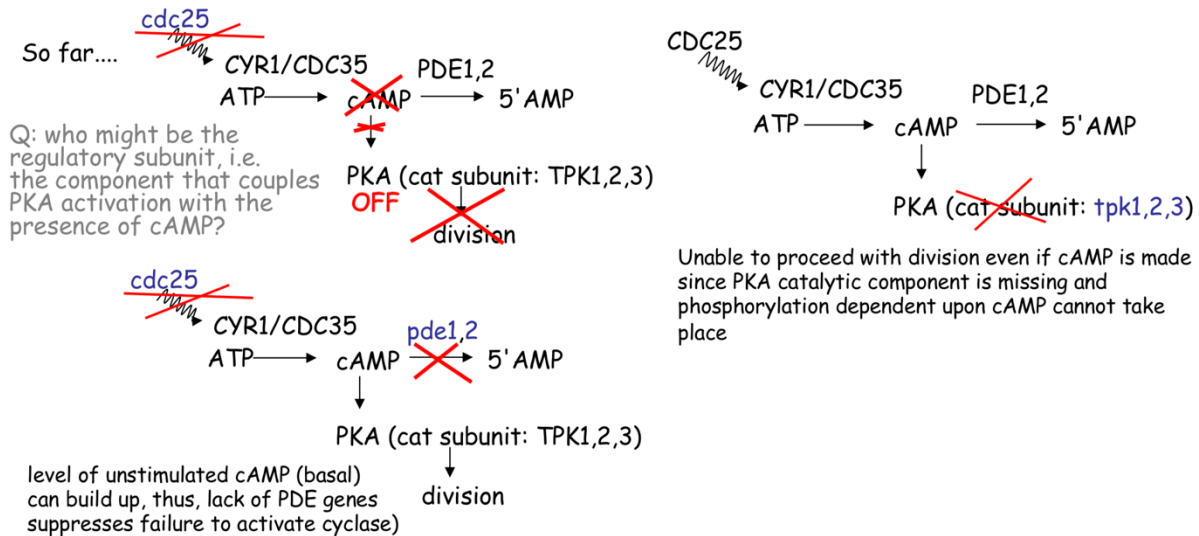 cdc25
So far....
CYR1/CDC35
PDE1,2
ATP cAMP 5'AMP
Q: who might be the
regulatory subunit, i.e.
the component that couples
PKA activation with the
presence of cAMP?
PKA (cat subunit: TPK1,2,3)
OFF
division
cdc25
CYR1/CDC35
pde1,2
ATP cAMP 5'AMP
PKA (cat subunit: TPK1,2,3)
division
level of unstimulated cAMP (basal)
can build up, thus, lack of PDE genes
suppresses failure to activate cyclase)
CDC25
CYR1/CDC35
PDE1,2
ATP cAMP 5'AMP
PKA (cat subunit: tpk1,2,3)
Unable to proceed with division even if cAMP is made
since PKA catalytic component is missing and
phosphorylation dependent upon cAMP cannot take
place